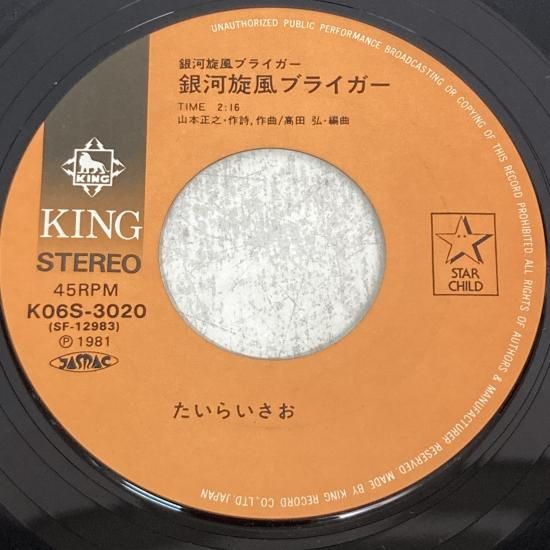 UNAUTHORIZED PUBLIC PERFORMANCE BROADCASTING OR COPYING OF THIS RECORD PROHIBITED. ALL RIGHTS OF AUTHORS & MANUFACTURER RESERVED. MADE BY KING RECORD CO., LTD. JAPAN
銀河旋風ブライガー
銀河旋風ブライガー
TIME 2:16
山本正之・作詩,作曲/高田 弘・編曲
KING
KING
STEREO
45RPM
K06S-3020
(SF-12983)
Ⓟ 1981
JASRAC
STAR
CHILD
たいらいさお